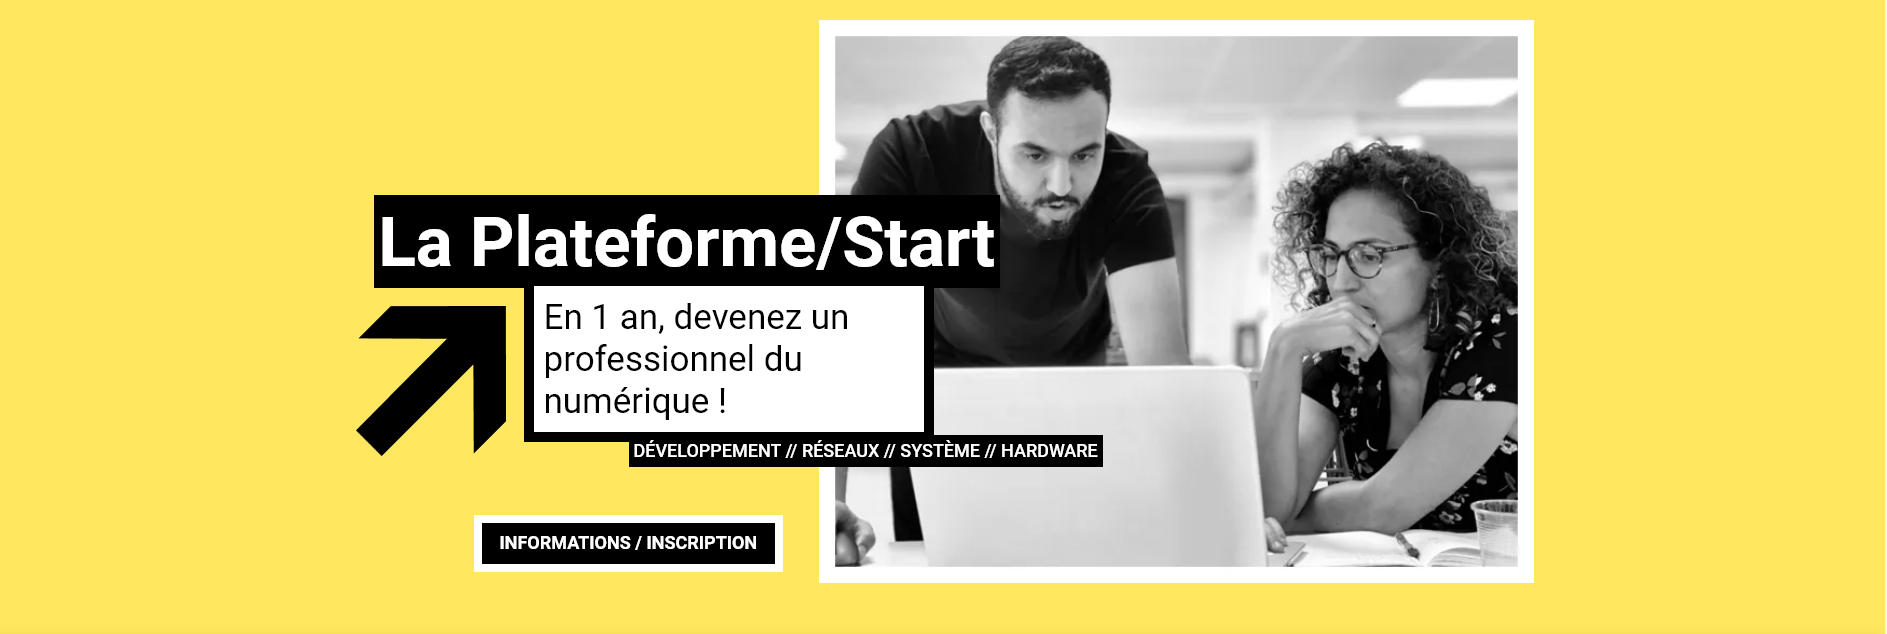 La Plateforme/Start
En 1 an, devenez un
professionnel du
numérique !
DÉVELOPPEMENT // RÉSEAUX // SYSTÈME // HARDWARE
INFORMATIONS / INSCRIPTION